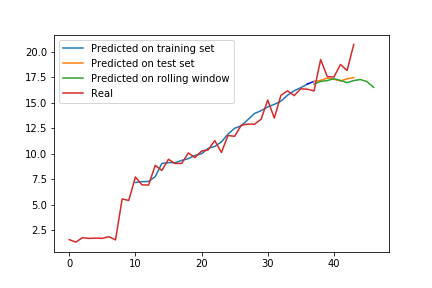 20.0
17.5
15.0
12.5
10.0
7.5
5.0
2.5
Predicted on training set
Predicted on test set
Predicted on rolling window
Real
0 10 20 30 40